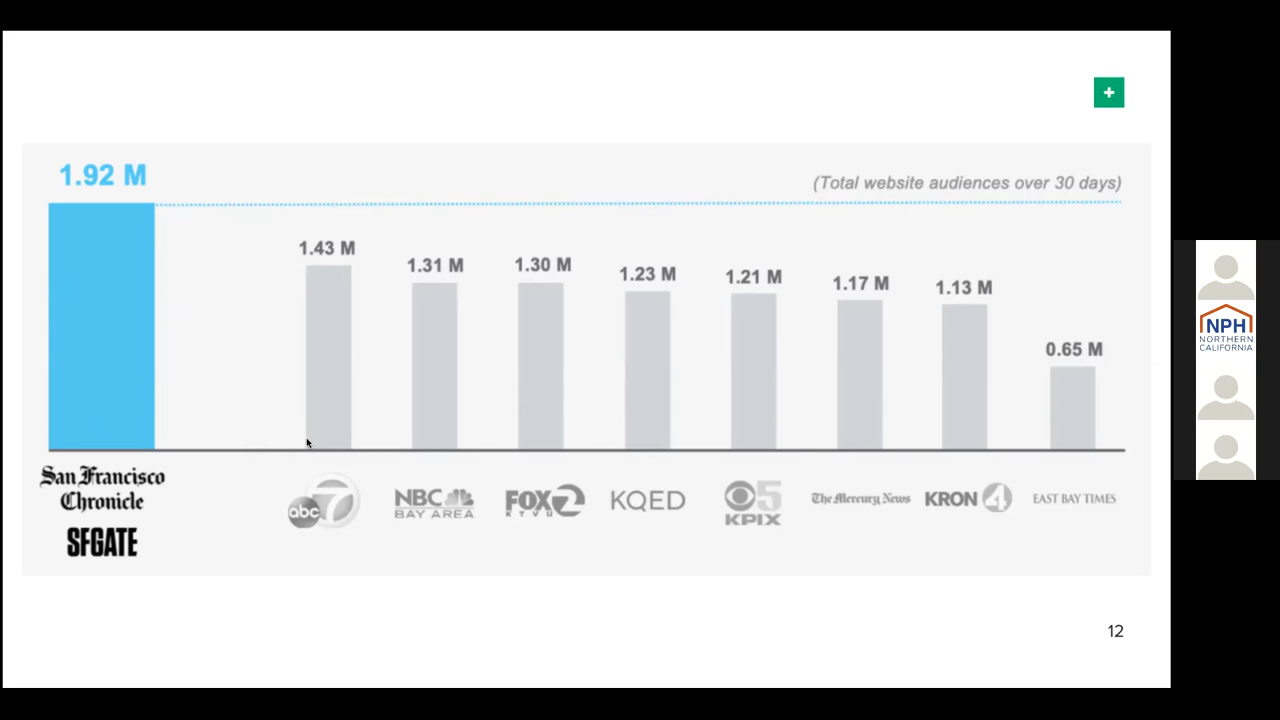 +
1.92 M
(Total website audiences over 30 days)
1.43 M
1.31 M
1.30 M
1.23 M
1.21 M
1.17 M
1.13 M
0.65 M
San Francisco
Chronicle
SFGATE
abc 7
NBC
BAY AREA
FOX 2
KTVU
KQED
5
KPIX
The Mercury News
KRON 4
EAST BAY TIMES
12
NPH
NORTHERN
CALIFORNIA